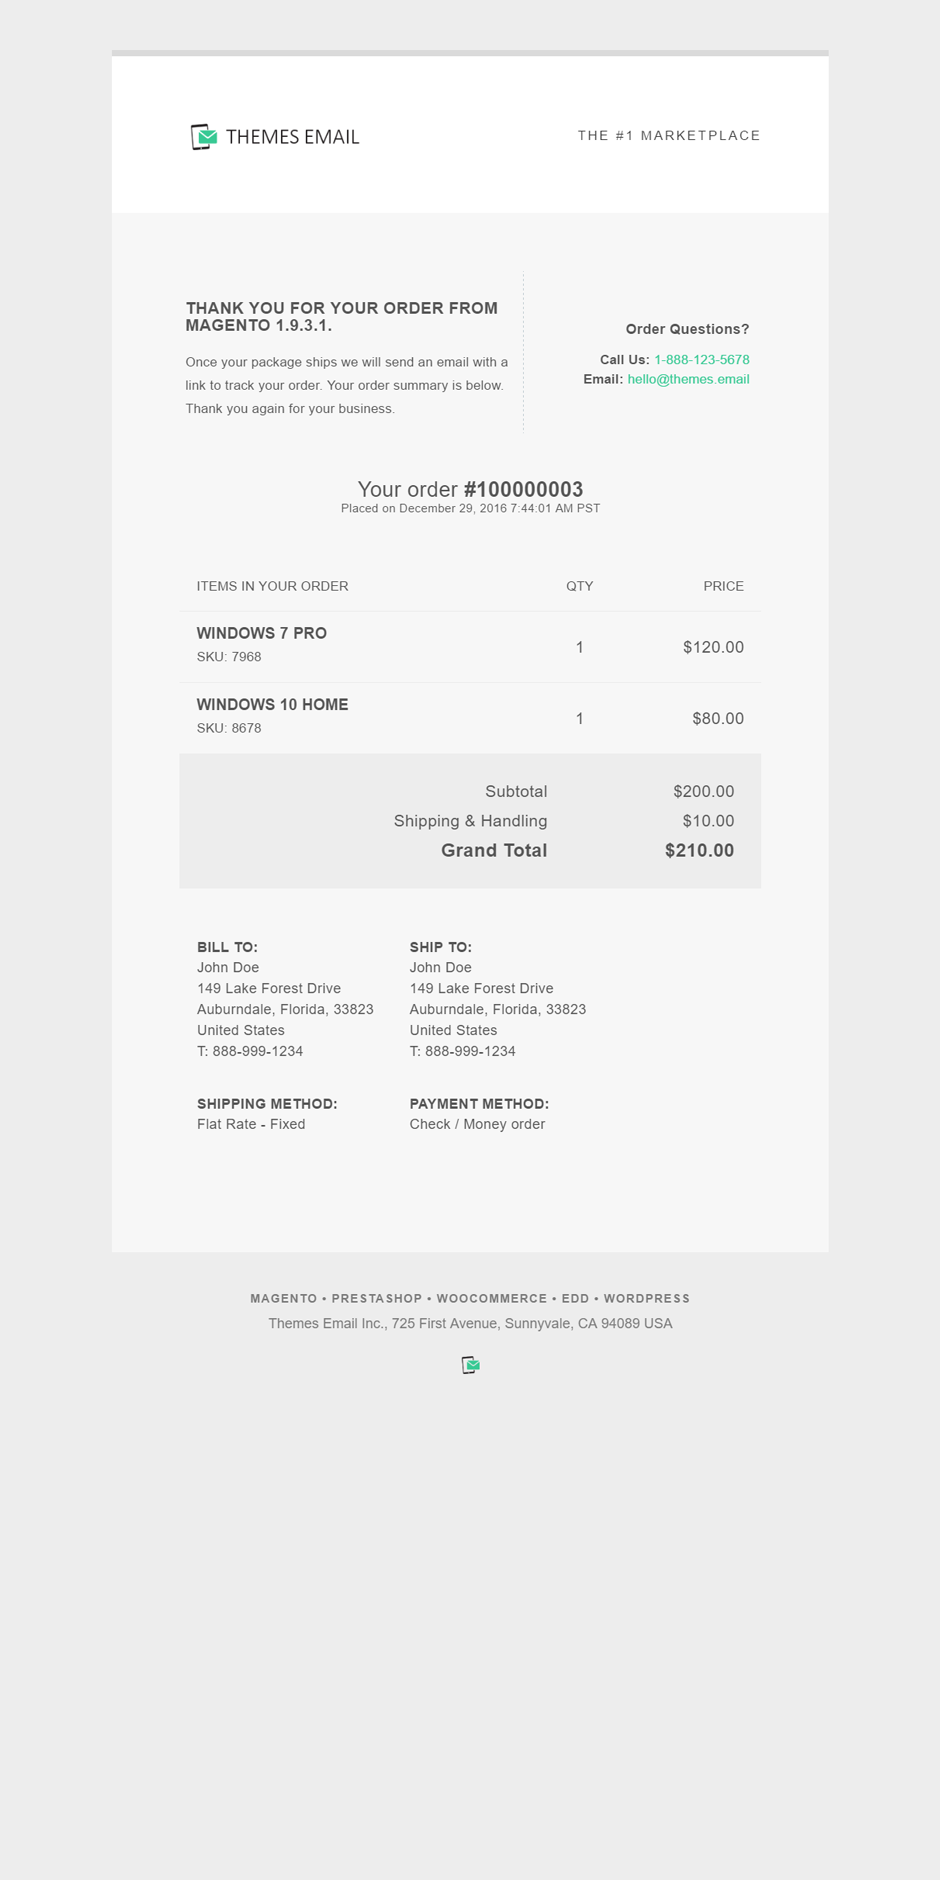 THEMES EMAIL
THE #1 MARKETPLACE
THANK YOU FOR YOUR ORDER FROM
MAGENTO 1.9.3.1.
Once your package ships we will send an email with a
link to track your order. Your order summary is below.
Thank you again for your business.
Order Questions?
Call Us: 1-888-123-5678
Email: hello@themes.email
Your order #100000003
Placed on December 29, 2016 7:44:01 AM PST
ITEMS IN YOUR ORDER QTY PRICE
WINDOWS 7 PRO
SKU: 7968
1 $120.00
WINDOWS 10 HOME
SKU: 8678
1 $80.00
Subtotal $200.00
Shipping & Handling $10.00
Grand Total $210.00
BILL TO:
John Doe
149 Lake Forest Drive
Auburndale, Florida, 33823
United States
T: 888-999-1234
SHIP TO:
John Doe
149 Lake Forest Drive
Auburndale, Florida, 33823
United States
T: 888-999-1234
SHIPPING METHOD:
Flat Rate - Fixed
PAYMENT METHOD:
Check / Money order
MAGENTO • PRESTASHOP • WOOCOMMERCE • EDD • WORDPRESS
Themes Email Inc., 725 First Avenue, Sunnyvale, CA 94089 USA